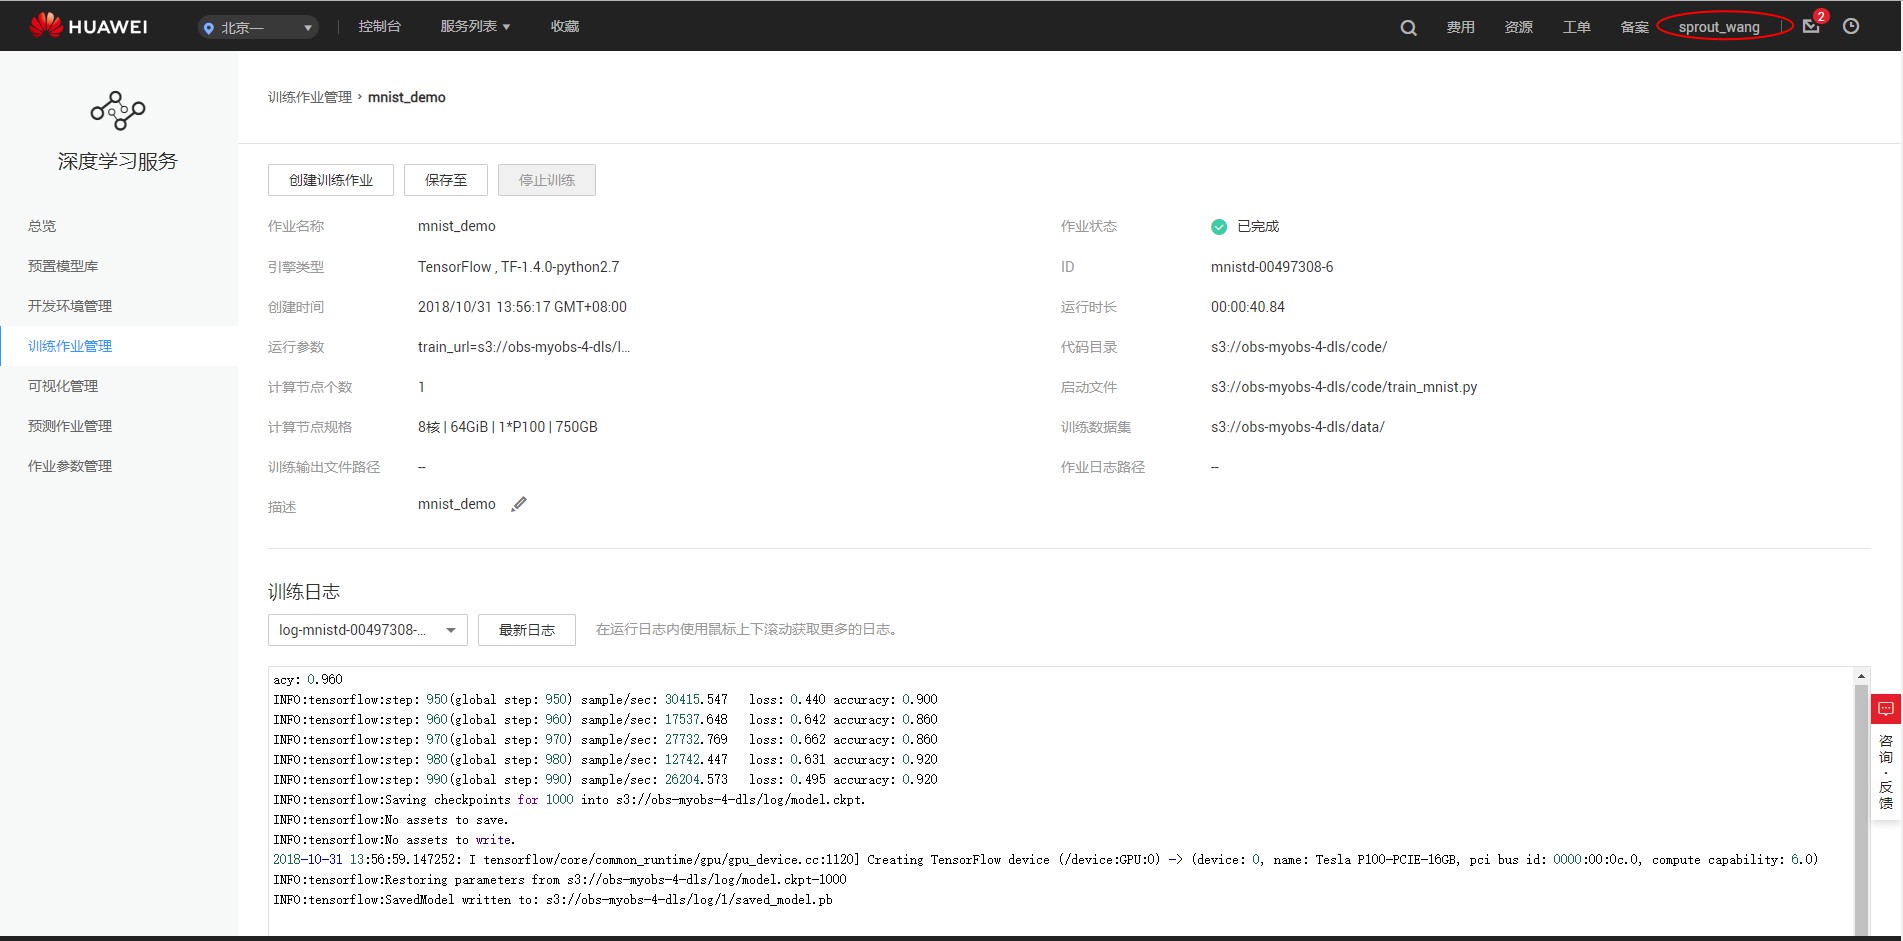 HUAWEI 北京一 控制台 服务列表 收藏 费用 资源 工单 备案 sprout_wang 2
深度学习服务
总览
预置模型库
开发环境管理
训练作业管理
可视化管理
预测作业管理
作业参数管理
训练作业管理 › mnist_demo
创建训练作业 保存至 停止训练
作业名称 mnist_demo 作业状态 已完成
引擎类型 TensorFlow , TF-1.4.0-python2.7 ID mnistd-00497308-6
创建时间 2018/10/31 13:56:17 GMT+08:00 运行时长 00:00:40.84
运行参数 train_url=s3://obs-myobs-4-dls/l... 代码目录 s3://obs-myobs-4-dls/code/
计算节点个数 1 启动文件 s3://obs-myobs-4-dls/code/train_mnist.py
计算节点规格 8核 | 64GiB | 1*P100 | 750GB 训练数据集 s3://obs-myobs-4-dls/data/
训练输出文件路径 -- 作业日志路径 --
描述 mnist_demo
训练日志
log-mnistd-00497308-... 最新日志 在运行日志内使用鼠标上下滚动获取更多的日志。
acy: 0.960
INFO:tensorflow:step: 950(global step: 950) sample/sec: 30415.547 loss: 0.440 accuracy: 0.900
INFO:tensorflow:step: 960(global step: 960) sample/sec: 17537.648 loss: 0.642 accuracy: 0.860
INFO:tensorflow:step: 970(global step: 970) sample/sec: 27732.769 loss: 0.662 accuracy: 0.860
INFO:tensorflow:step: 980(global step: 980) sample/sec: 12742.447 loss: 0.631 accuracy: 0.920
INFO:tensorflow:step: 990(global step: 990) sample/sec: 26204.573 loss: 0.495 accuracy: 0.920
INFO:tensorflow:Saving checkpoints for 1000 into s3://obs-myobs-4-dls/log/model.ckpt.
INFO:tensorflow:No assets to save.
INFO:tensorflow:No assets to write.
2018-10-31 13:56:59.147252: I tensorflow/core/common_runtime/gpu/gpu_device.cc:1120] Creating TensorFlow device (/device:GPU:0) -> (device: 0, name: Tesla P100-PCIE-16GB, pci bus id: 0000:00:0c.0, compute capability: 6.0)
INFO:tensorflow:Restoring parameters from s3://obs-myobs-4-dls/log/model.ckpt-1000
INFO:tensorflow:SavedModel written to: s3://obs-myobs-4-dls/log/1/saved_model.pb
咨询·反馈